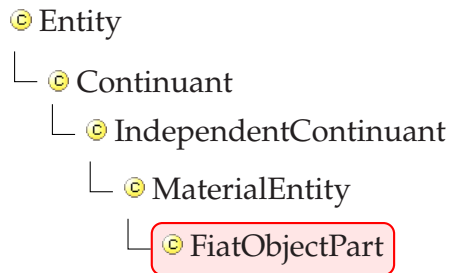 © Entity
© Continuant
© IndependentContinuant
© MaterialEntity
© FiatObjectPart